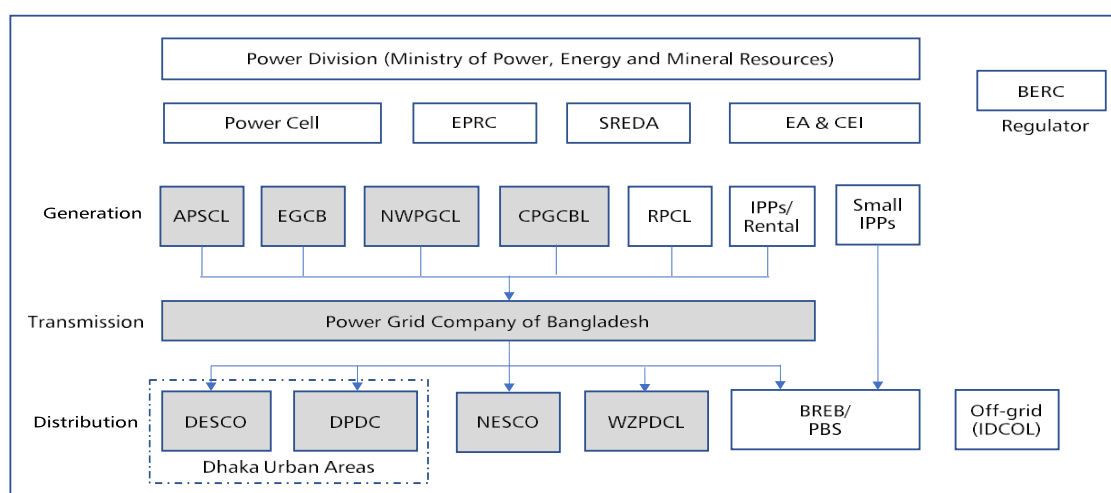 Power Division (Ministry of Power, Energy and Mineral Resources)
BERC
Regulator
Power Cell
EPRC
SREDA
EA & CEI
Generation
APSCL
EGCB
NWPGCL
CPGCBL
RPCL
IPPs/
Rental
Small
IPPs
Transmission
Power Grid Company of Bangladesh
Distribution
DESCO
DPDC
NESCO
WZPDCL
BREB/
PBS
Off-grid
(IDCOL)
Dhaka Urban Areas